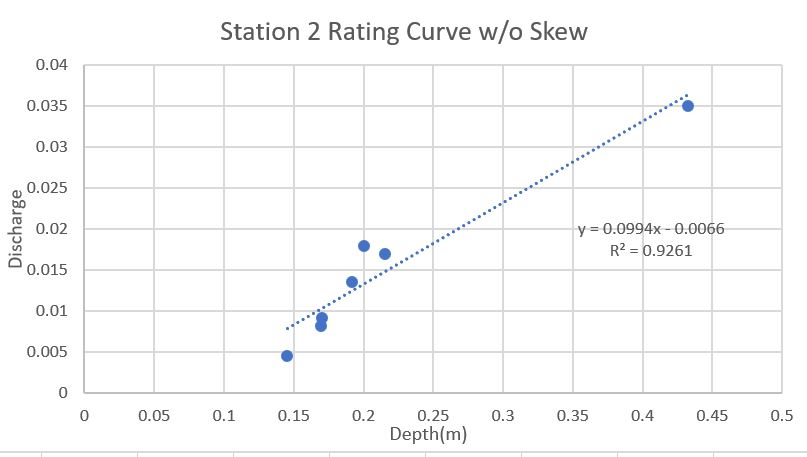 Station 2 Rating Curve w/o Skew
0.04
0.035
0.03
0.025
0.02
0.015
0.01
0.005
0
Discharge
y = 0.0994x - 0.0066
R² = 0.9261
0 0.05 0.1 0.15 0.2 0.25 0.3 0.35 0.4 0.45 0.5
Depth(m)